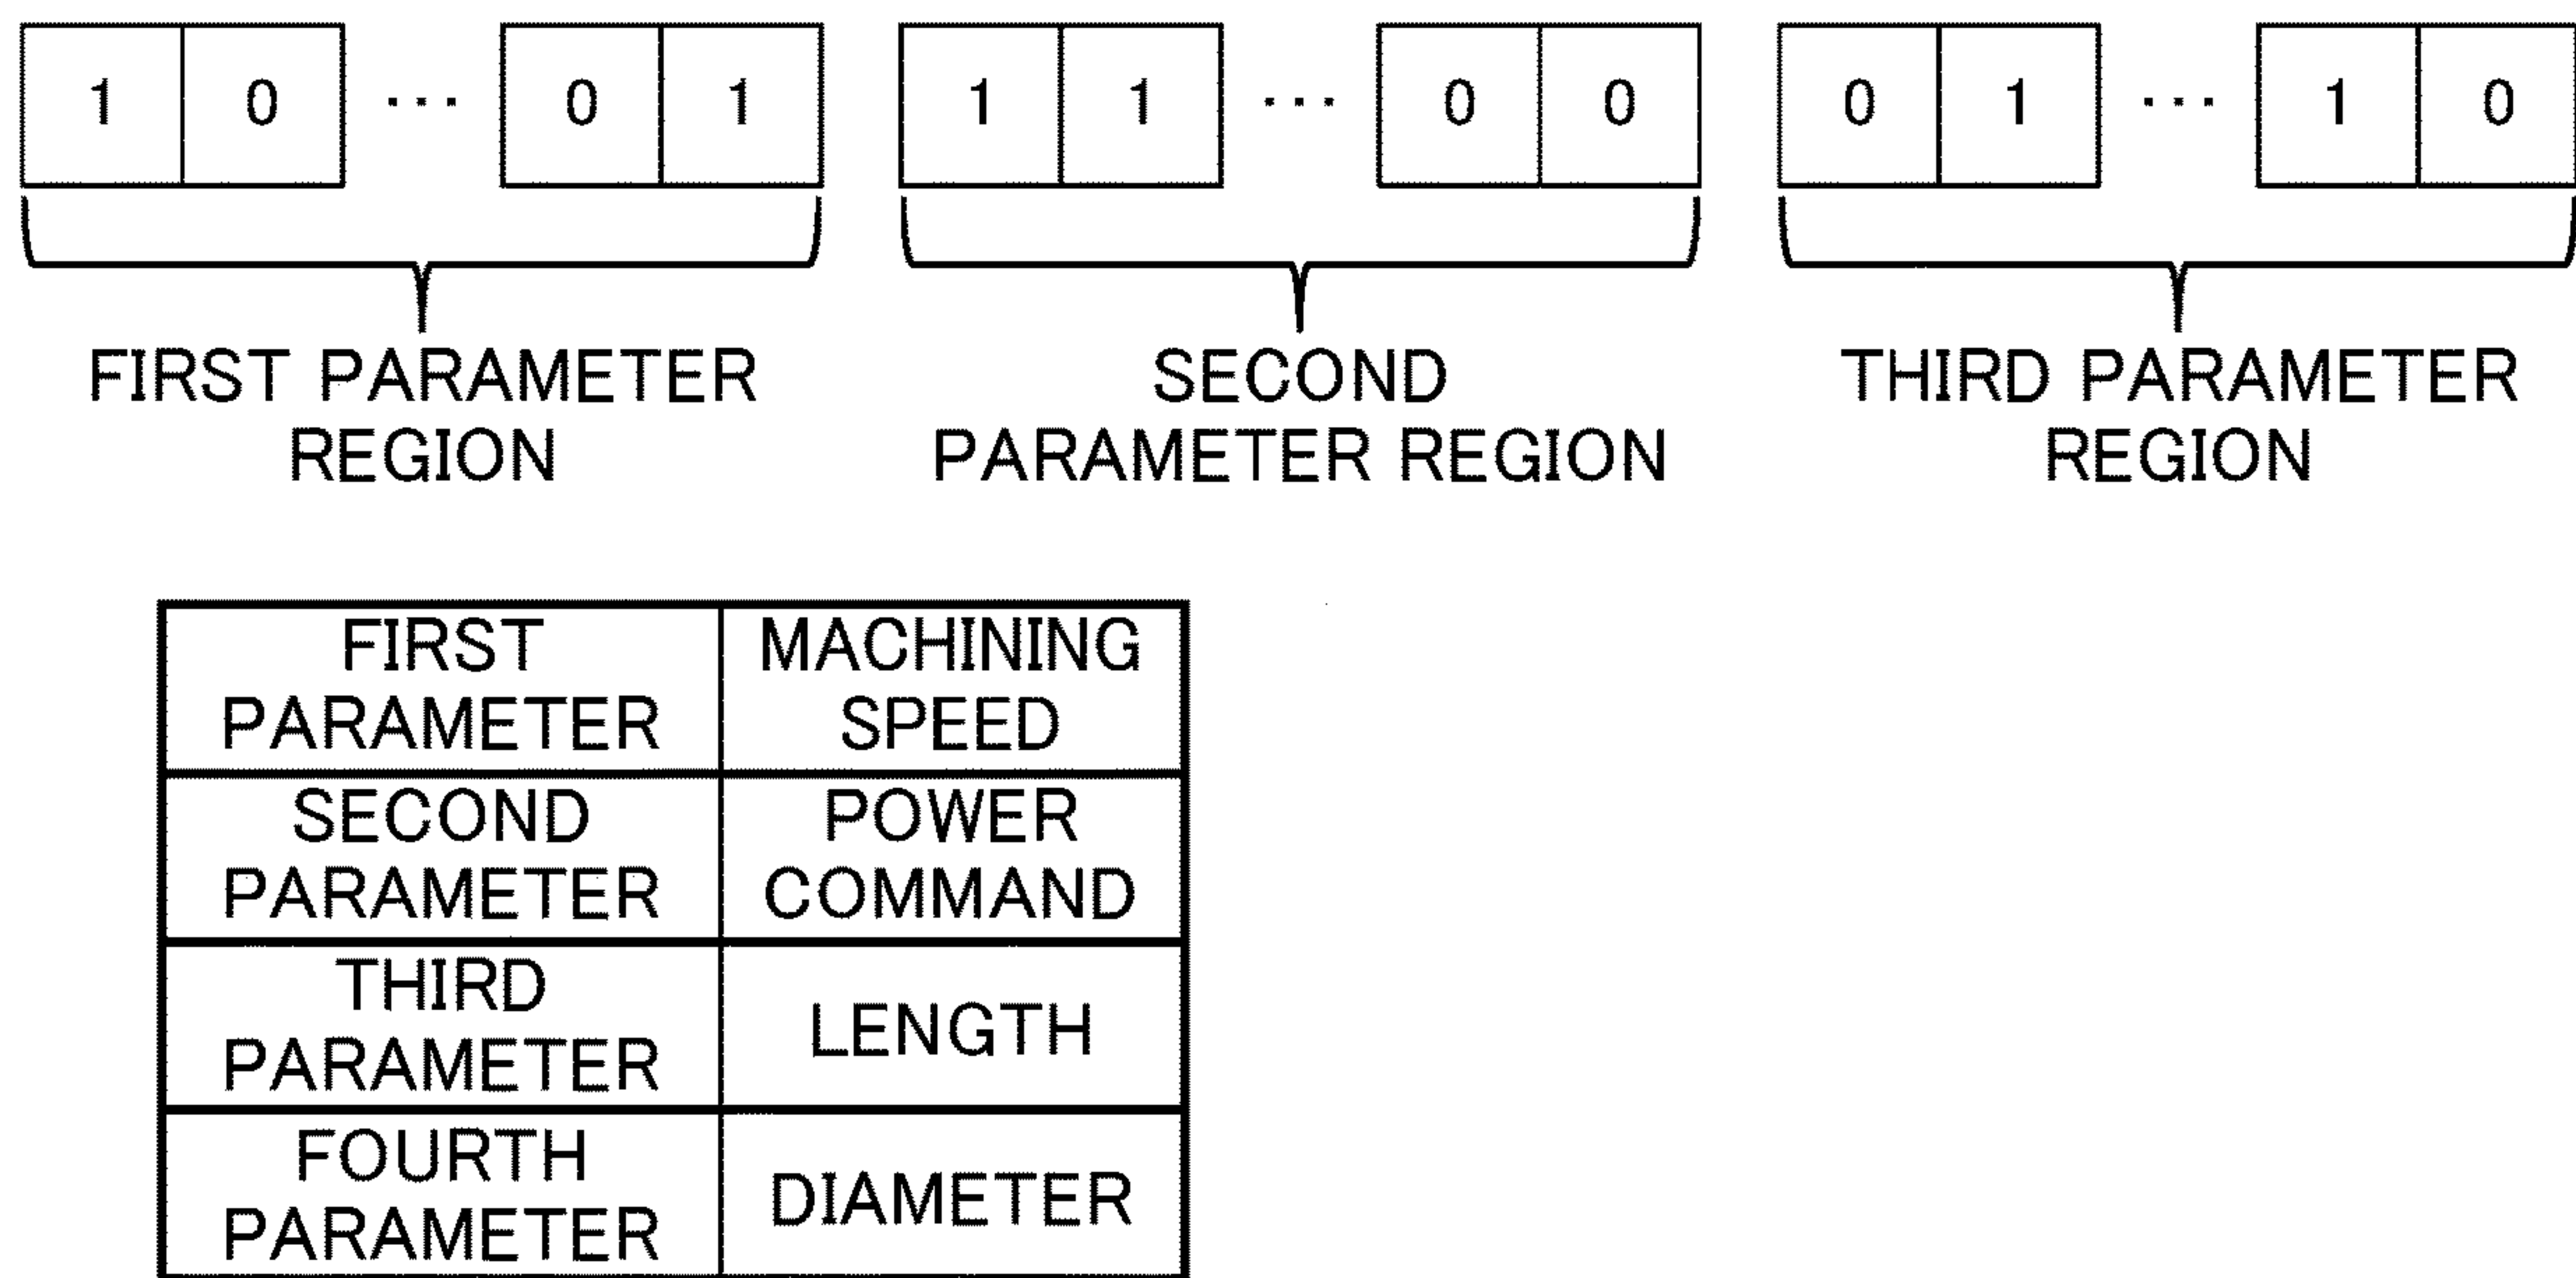 1 0 ... 0 1 1 1 ... 0 0 0 1 ... 1 0
FIRST PARAMETER
REGION
SECOND
PARAMETER REGION
THIRD PARAMETER
REGION
FIRST
PARAMETER
MACHINING
SPEED
SECOND
PARAMETER
POWER
COMMAND
THIRD
PARAMETER
LENGTH
FOURTH
PARAMETER
DIAMETER